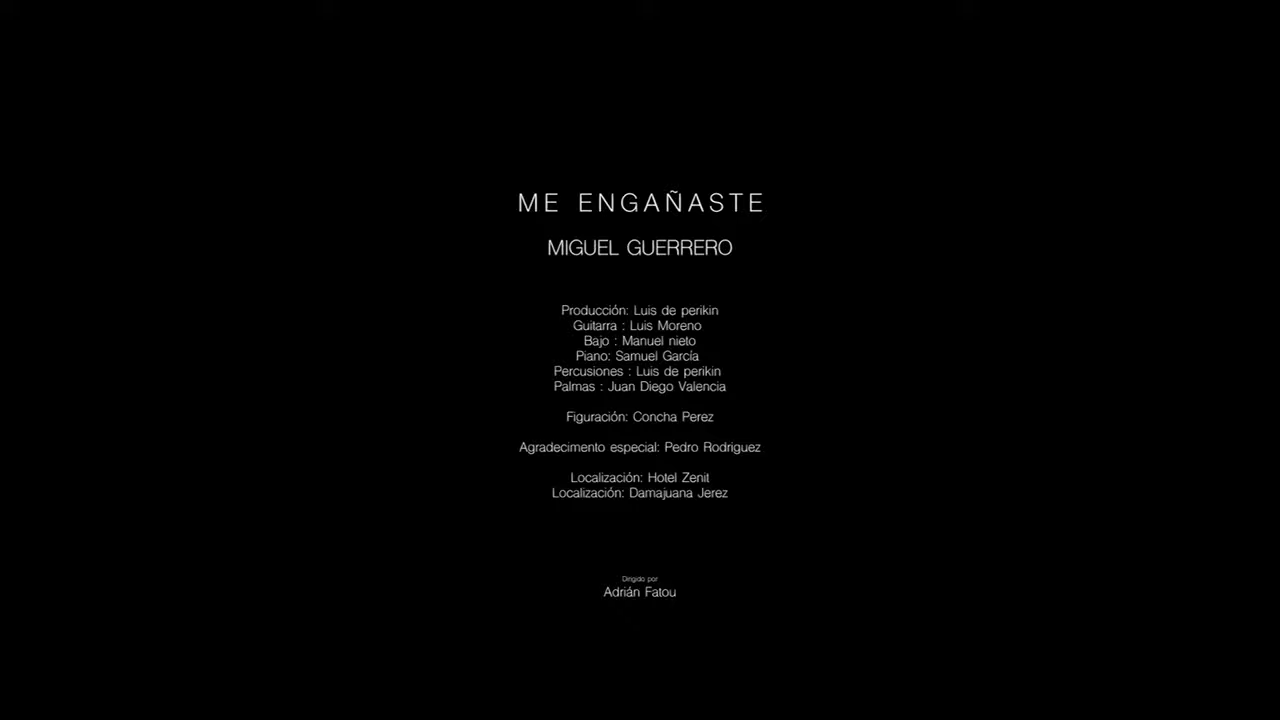 ME ENGAÑASTE
MIGUEL GUERRERO
Producción: Luis de perikin
Guitarra : Luis Moreno
Bajo : Manuel nieto
Piano: Samuel García
Percusiones : Luis de perikin
Palmas : Juan Diego Valencia
Figuración: Concha Perez
Agradecimento especial: Pedro Rodriguez
Localización: Hotel Zenit
Localización: Damajuana Jerez
Dirigido por
Adrián Fatou